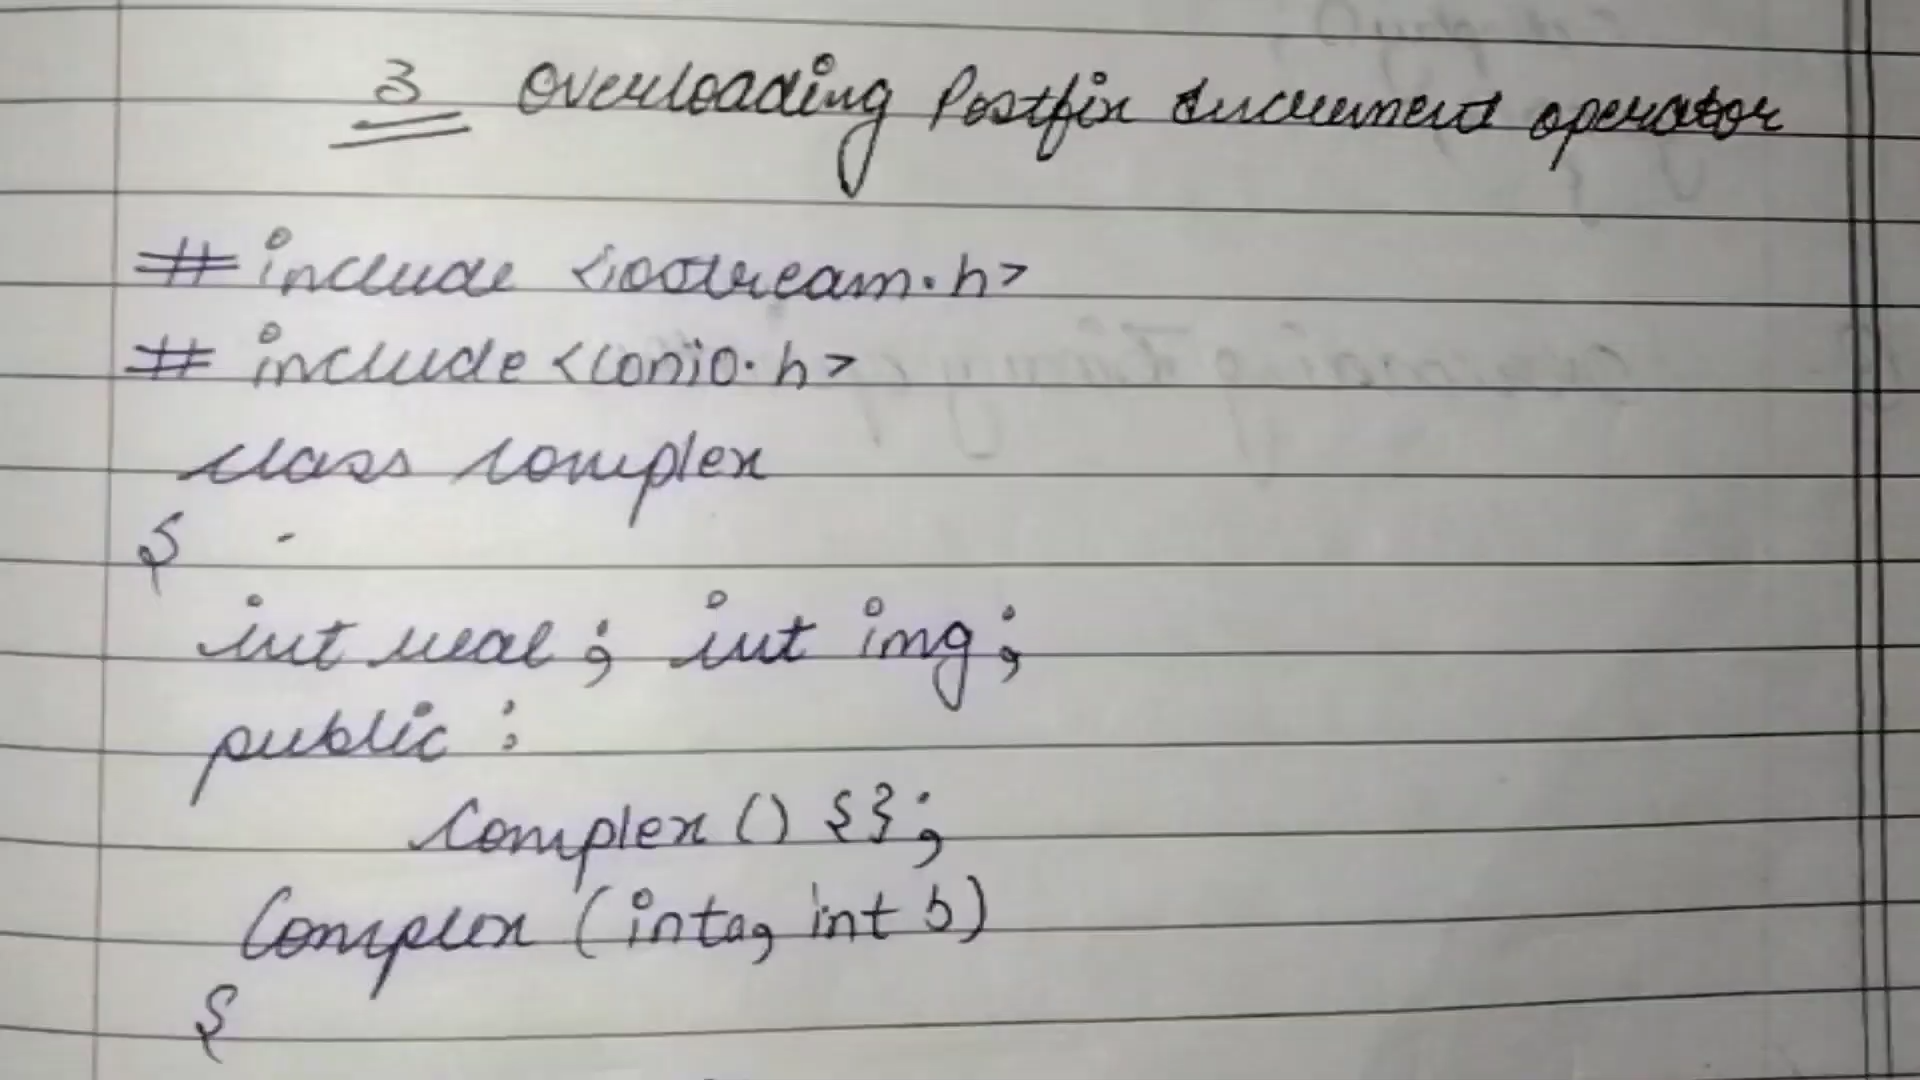 3 Overloading Postfix Increment operator
# include <iostream.h>
# include <conio.h>
class complex
{
int real ; int img ;
public :
complex () {} ;
Complex (int a, int b)
{